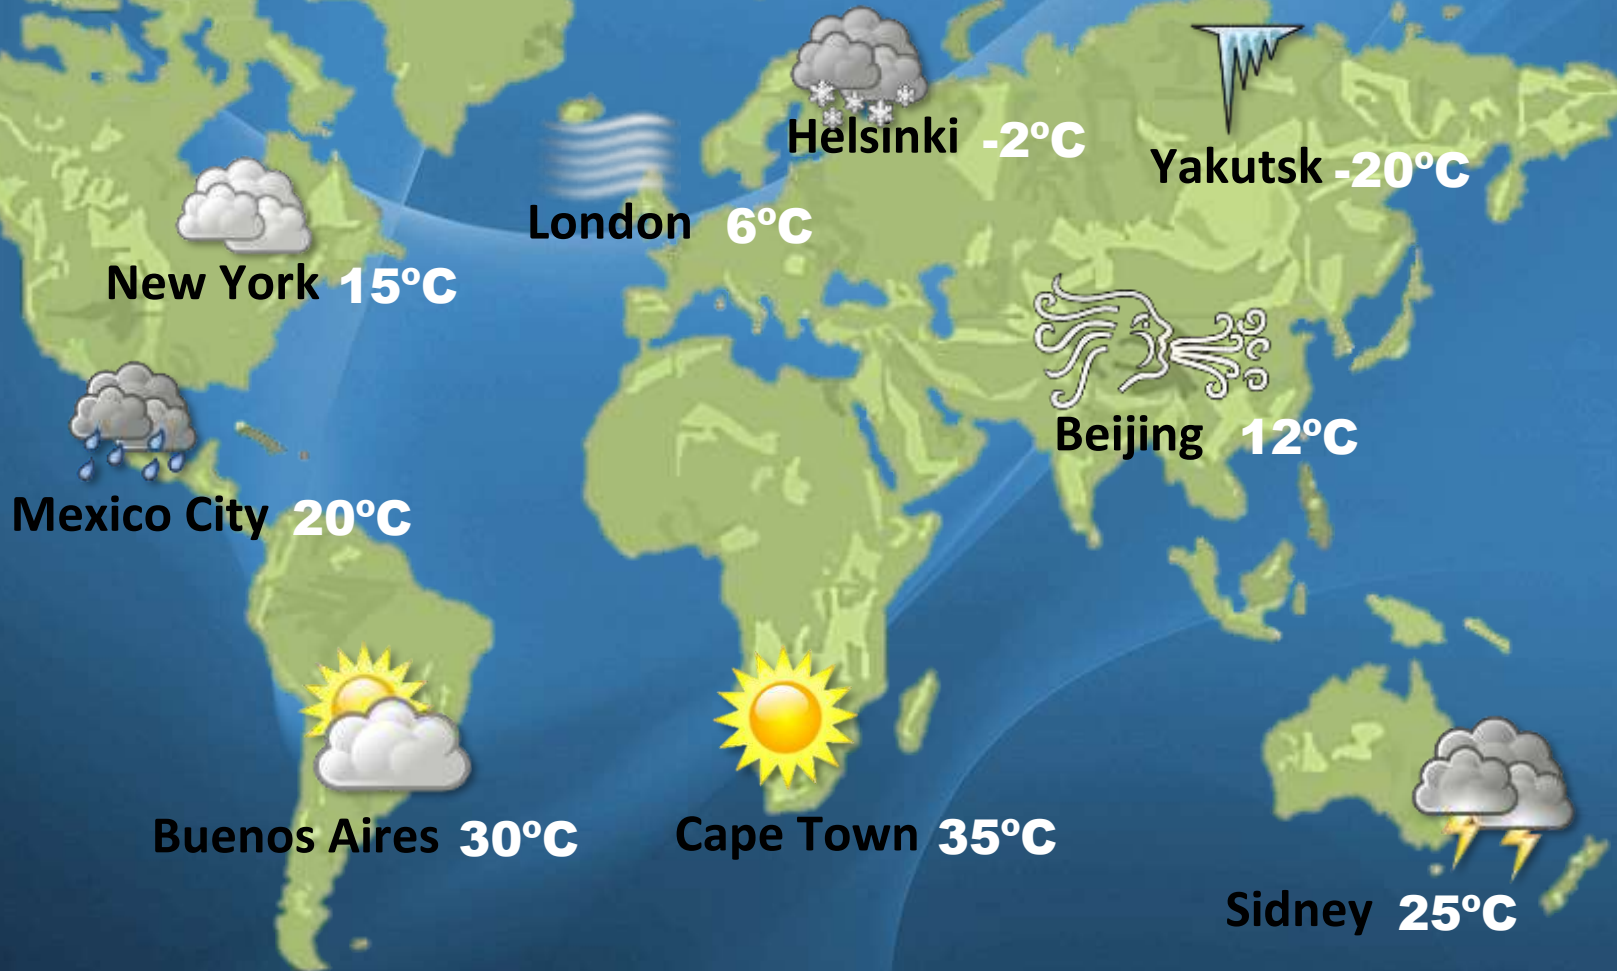 Helsinki -2ºC
Yakutsk -20ºC
London 6ºC
New York 15ºC
Beijing 12ºC
Mexico City 20ºC
Buenos Aires 30ºC
Cape Town 35ºC
Sidney 25ºC